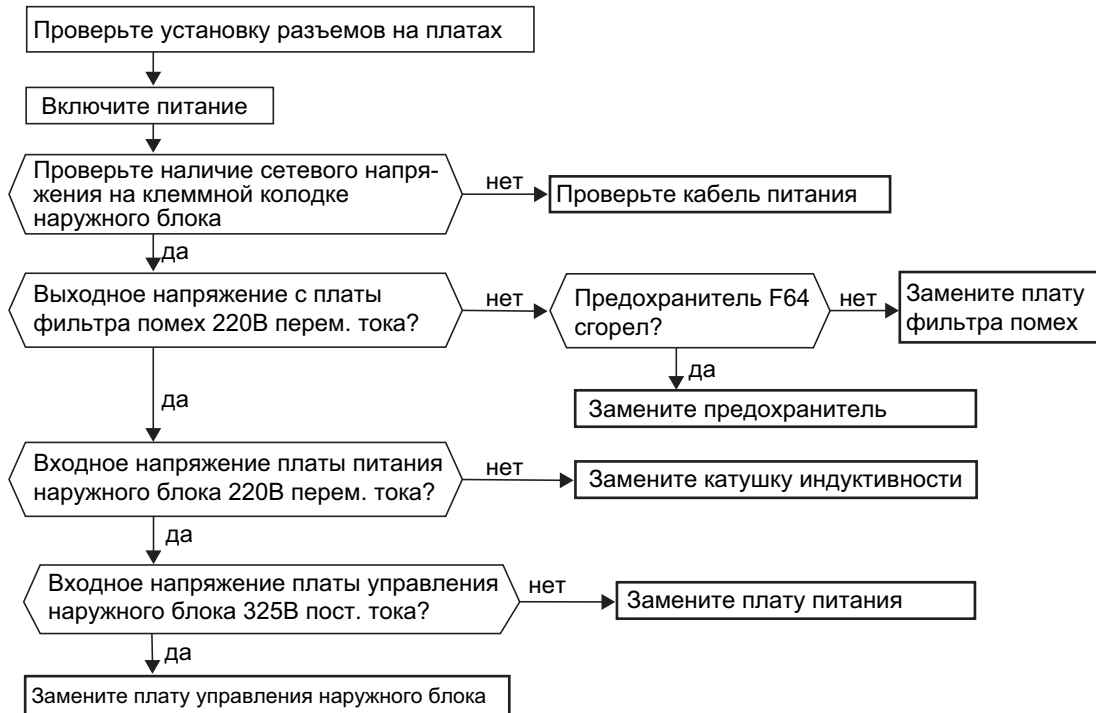 Проверьте установку разъемов на платах
Включите питание
Проверьте наличие сетевого напря-
жения на клеммной колодке
наружного блока
нет
Проверьте кабель питания
да
Выходное напряжение с платы
фильтра помех 220В перем. тока?
нет
Предохранитель F64
сгорел?
нет
Замените плату
фильтра помех
да
Замените предохранитель
да
Входное напряжение платы питания
наружного блока 220В перем. тока?
нет
Замените катушку индуктивности
да
Входное напряжение платы управления
наружного блока 325В пост. тока?
нет
Замените плату питания
да
Замените плату управления наружного блока